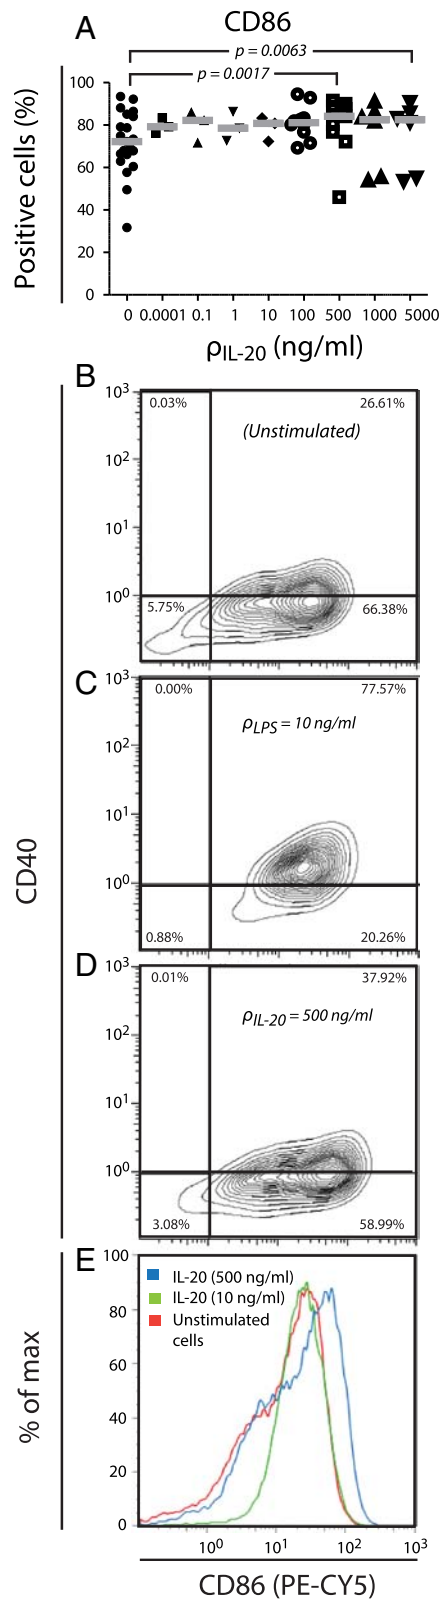 A
CD86
p = 0.0063
p = 0.0017
Positive cells (%)
100
80
60
40
20
0
0 0.0001 0.1 1 10 100 500 1000 5000
ρIL-20 (ng/ml)
B
10³
0.03% 26.61%
(Unstimulated)
10²
10¹
10⁰
5.75% 66.38%
C
10³
0.00% 77.57%
ρLPS = 10 ng/ml
10²
10¹
10⁰
0.88% 20.26%
CD40
D
10³
0.01% 37.92%
ρIL-20 = 500 ng/ml
10²
10¹
10⁰
3.08% 58.99%
E
100
IL-20 (500 ng/ml)
IL-20 (10 ng/ml)
Unstimulated
cells
80
60
40
20
0
% of max
10⁰ 10¹ 10² 10³
CD86 (PE-CY5)